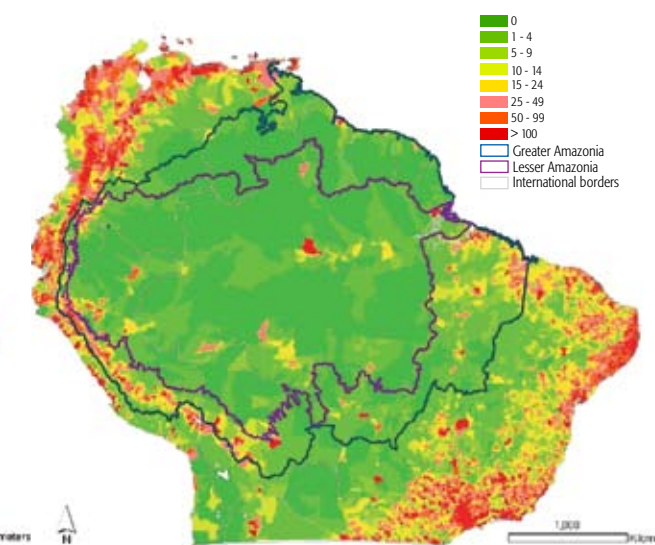 0
1 - 4
5 - 9
10 - 14
15 - 24
25 - 49
50 - 99
> 100
Greater Amazonia
Lesser Amazonia
International borders
N
1,000